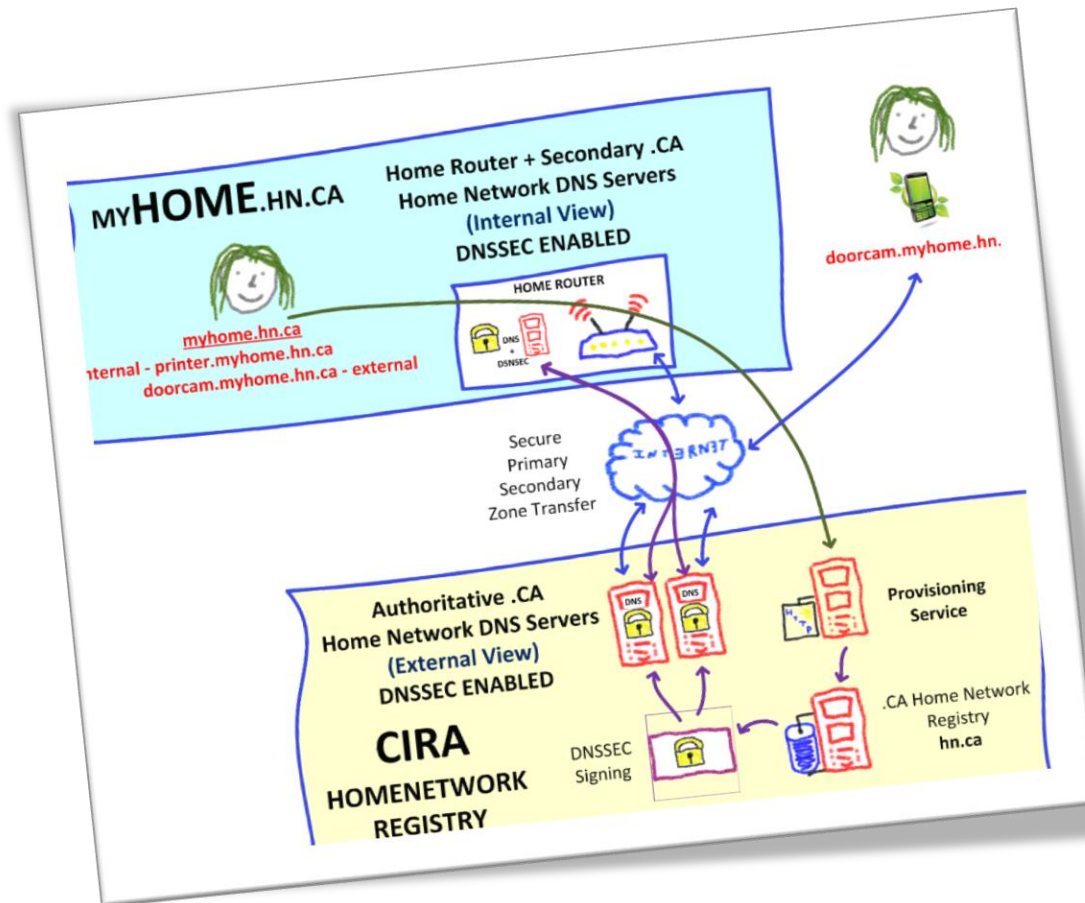 MYHOME.HN.CA
Home Router + Secondary .CA
Home Network DNS Servers
(Internal View)
DNSSEC ENABLED
HOME ROUTER
DNS
+
DSNSEC
myhome.hn.ca
nternal - printer.myhome.hn.ca
doorcam.myhome.hn.ca - external
doorcam.myhome.hn.
Secure
Primary
Secondary
Zone Transfer
INTERNET
Authoritative .CA
Home Network DNS Servers
(External View)
DNSSEC ENABLED
CIRA
HOMENETWORK
REGISTRY
DNS
DNS
HTTP
Provisioning
Service
.CA Home Network
Registry
hn.ca
DNSSEC
Signing